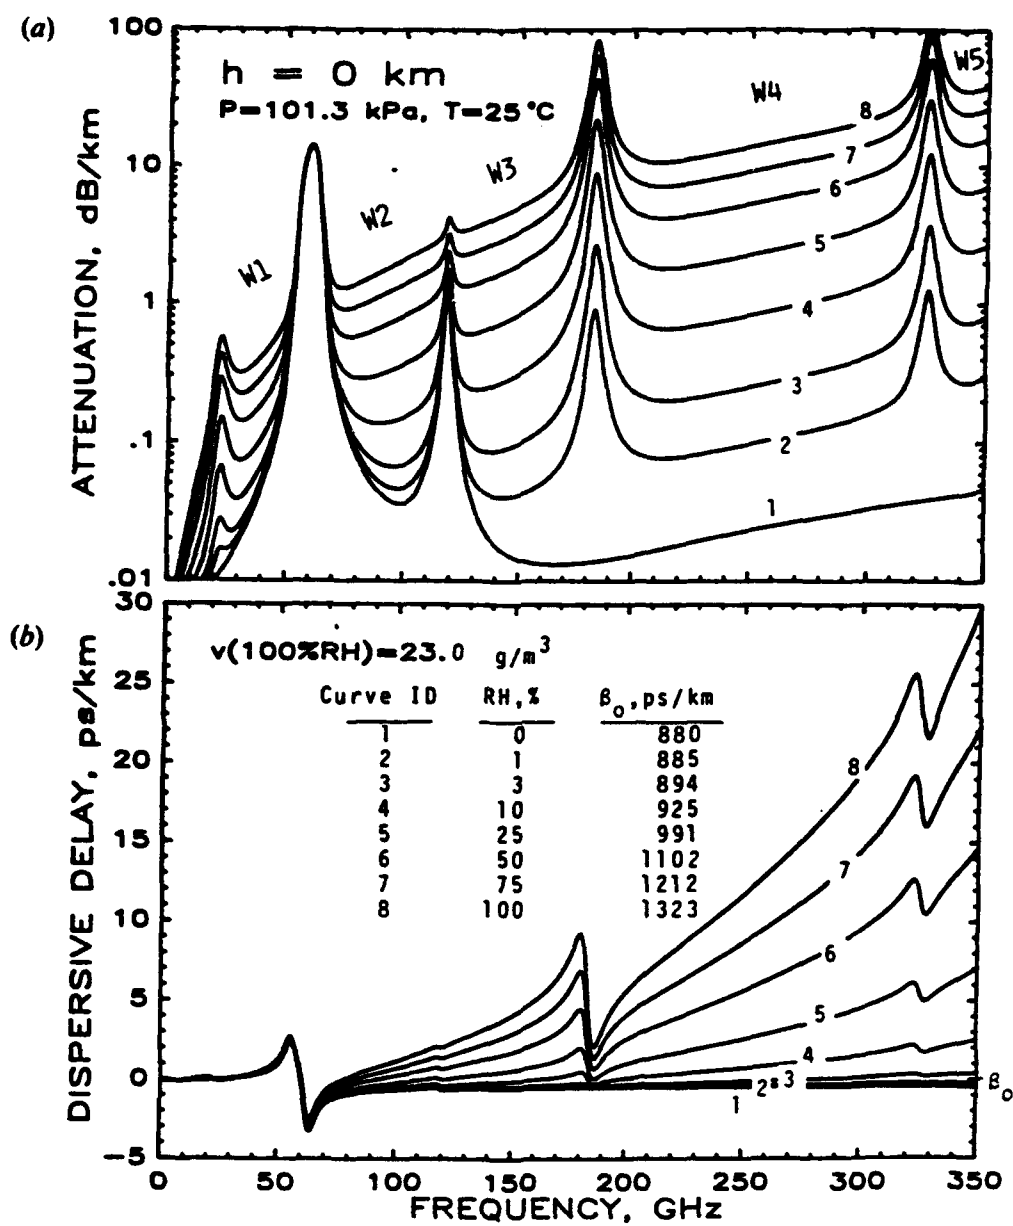 (a)
100
10
1
.1
.01
ATTENUATION, dB/km
h = 0 km
P=101.3 kPa, T=25°C
W1
W2
W3
W4
W5
8
7
6
5
4
3
2
1
(b)
30
25
20
15
10
5
0
-5
DISPERSIVE DELAY, ps/km
v(100%RH)=23.0 g/m³
Curve ID RH,% β₀,ps/km
1 0 880
2 1 885
3 3 894
4 10 925
5 25 991
6 50 1102
7 75 1212
8 100 1323
8
7
6
5
4
2 3
1
β₀
0 50 100 150 200 250 300 350
FREQUENCY, GHz